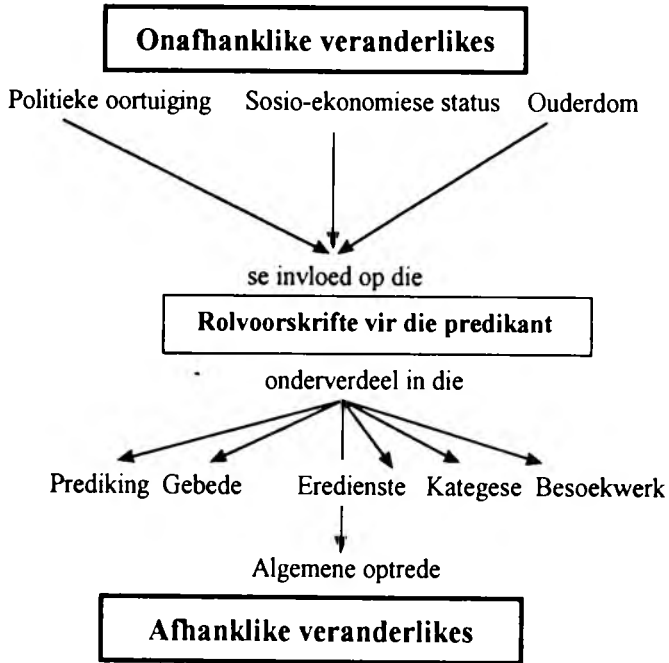 Onafhanklike veranderlikes
Politieke oortuiging Sosio-ekonomiese status Ouderdom
se invloed op die
Rolvoorskrifte vir die predikant
onderverdeel in die
Prediking Gebede Eredienste Kategese Besoekwerk
Algemene optrede
Afhanklike veranderlikes